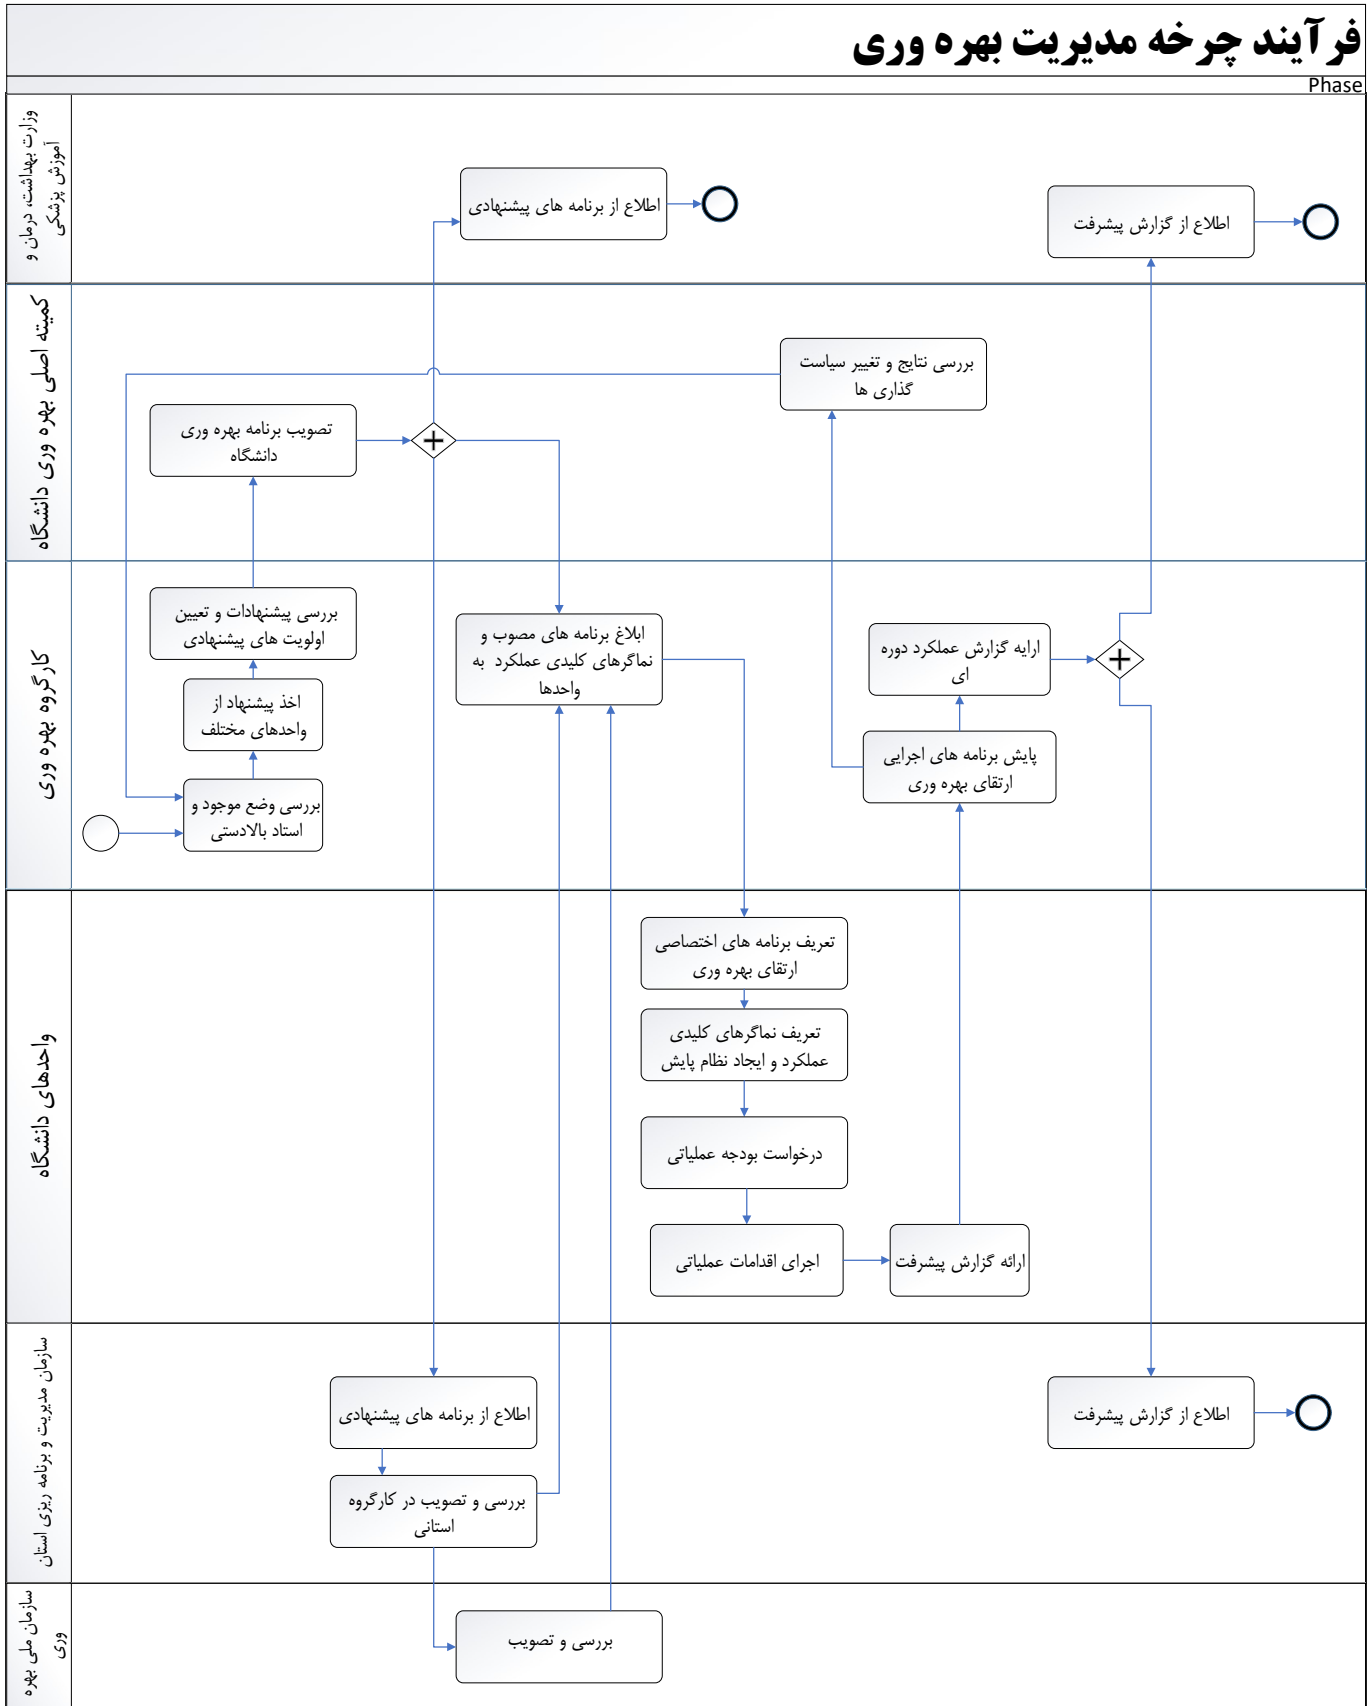 فرآیند چرخه مدیریت بهره وری
Phase
وزارت بهداشت، درمان و
آموزش پزشکی
اطلاع از برنامه های پیشنهادی
اطلاع از گزارش پیشرفت
کمیته اصلی بهره وری دانشگاه
بررسی نتایج و تغییر سیاست
گذاری ها
تصویب برنامه بهره وری
دانشگاه
کارگروه بهره وری
بررسی پیشنهادات و تعیین
اولویت های پیشنهادی
اخذ پیشنهاد از
واحدهای مختلف
بررسی وضع موجود و
اسناد بالادستی
ابلاغ برنامه های مصوب و
نماگرهای کلیدی عملکرد به
واحدها
ارایه گزارش عملکرد دوره
ای
پایش برنامه های اجرایی
ارتقای بهره وری
واحدهای دانشگاه
تعریف برنامه های اختصاصی
ارتقای بهره وری
تعریف نماگرهای کلیدی
عملکرد و ایجاد نظام پایش
درخواست بودجه عملیاتی
اجرای اقدامات عملیاتی
ارائه گزارش پیشرفت
سازمان مدیریت و برنامه ریزی استان
اطلاع از برنامه های پیشنهادی
بررسی و تصویب در کارگروه
استانی
اطلاع از گزارش پیشرفت
سازمان ملی بهره
وری
بررسی و تصویب